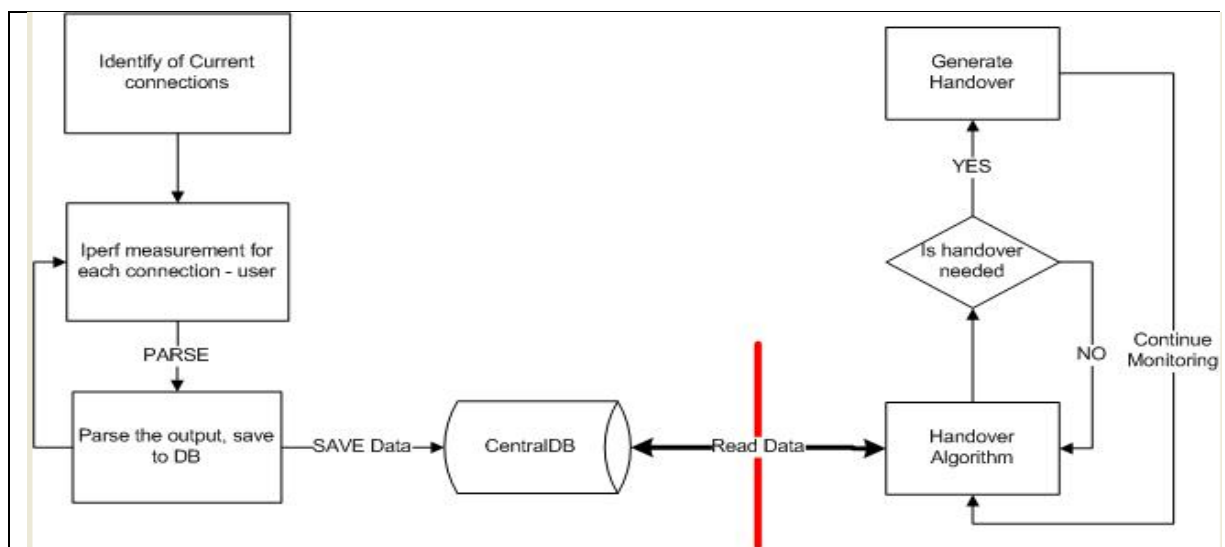 Identify of Current
connections
Iperf measurement for
each connection - user
PARSE
Parse the output, save
to DB
SAVE Data
CentralDB
Read Data
Generate
Handover
YES
Is handover
needed
NO
Continue
Monitoring
Handover
Algorithm